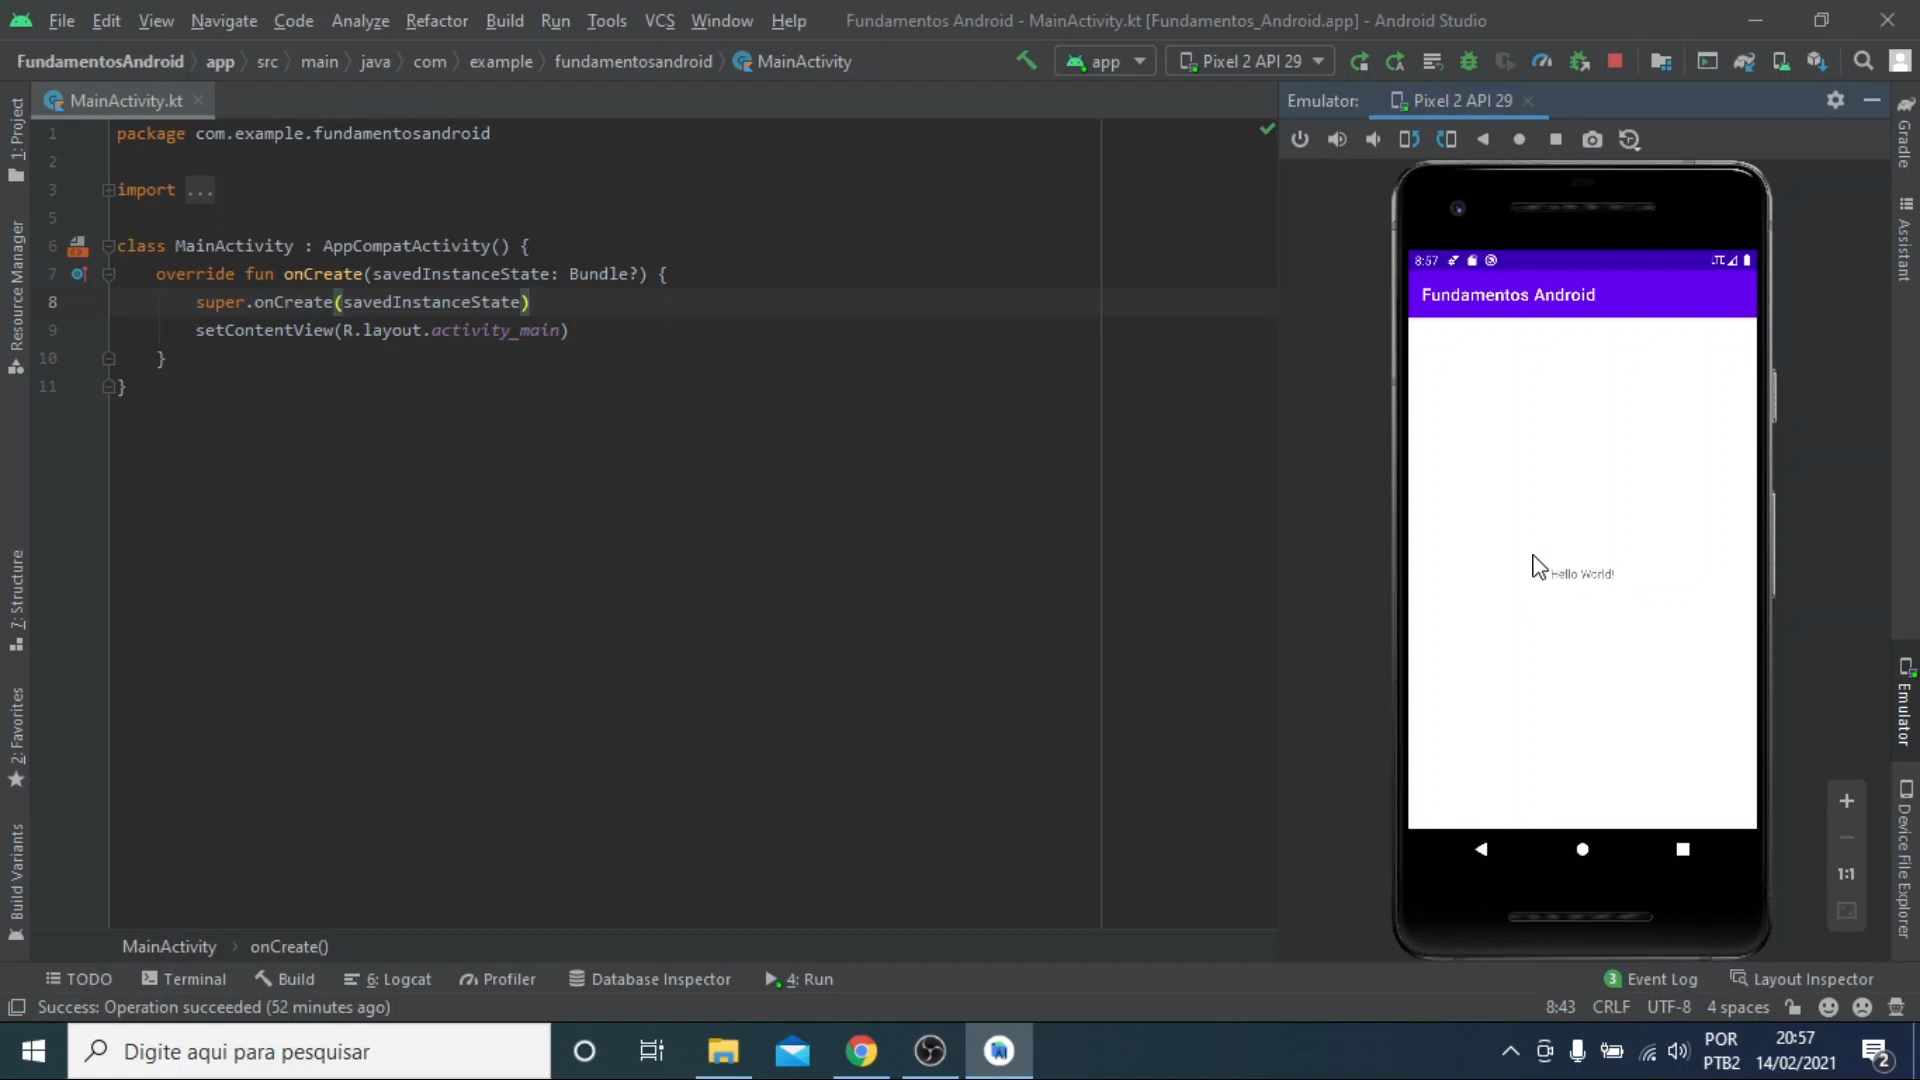 File Edit View Navigate Code Analyze Refactor Build Run Tools VCS Window Help Fundamentos Android - MainActivity.kt [Fundamentos_Android.app] - Android Studio
FundamentosAndroid app src main java com example fundamentosandroid MainActivity app Pixel 2 API 29
MainActivity.kt
Emulator: Pixel 2 API 29
1 package com.example.fundamentosandroid
2
3 import ...
5
6 class MainActivity : AppCompatActivity() {
7 override fun onCreate(savedInstanceState: Bundle?) {
8 super.onCreate(savedInstanceState)
9 setContentView(R.layout.activity_main)
10 }
11 }
1: Project
Resource Manager
7: Structure
2: Favorites
Build Variants
8:57
Fundamentos Android
Hello World!
Gradle
Assistant
Emulator
Device File Explorer
1:1
MainActivity onCreate()
TODO Terminal Build 6: Logcat Profiler Database Inspector 4: Run 3 Event Log Layout Inspector
Success: Operation succeeded (52 minutes ago) 8:43 CRLF UTF-8 4 spaces
Digite aqui para pesquisar
POR 20:57
PTB2 14/02/2021 2